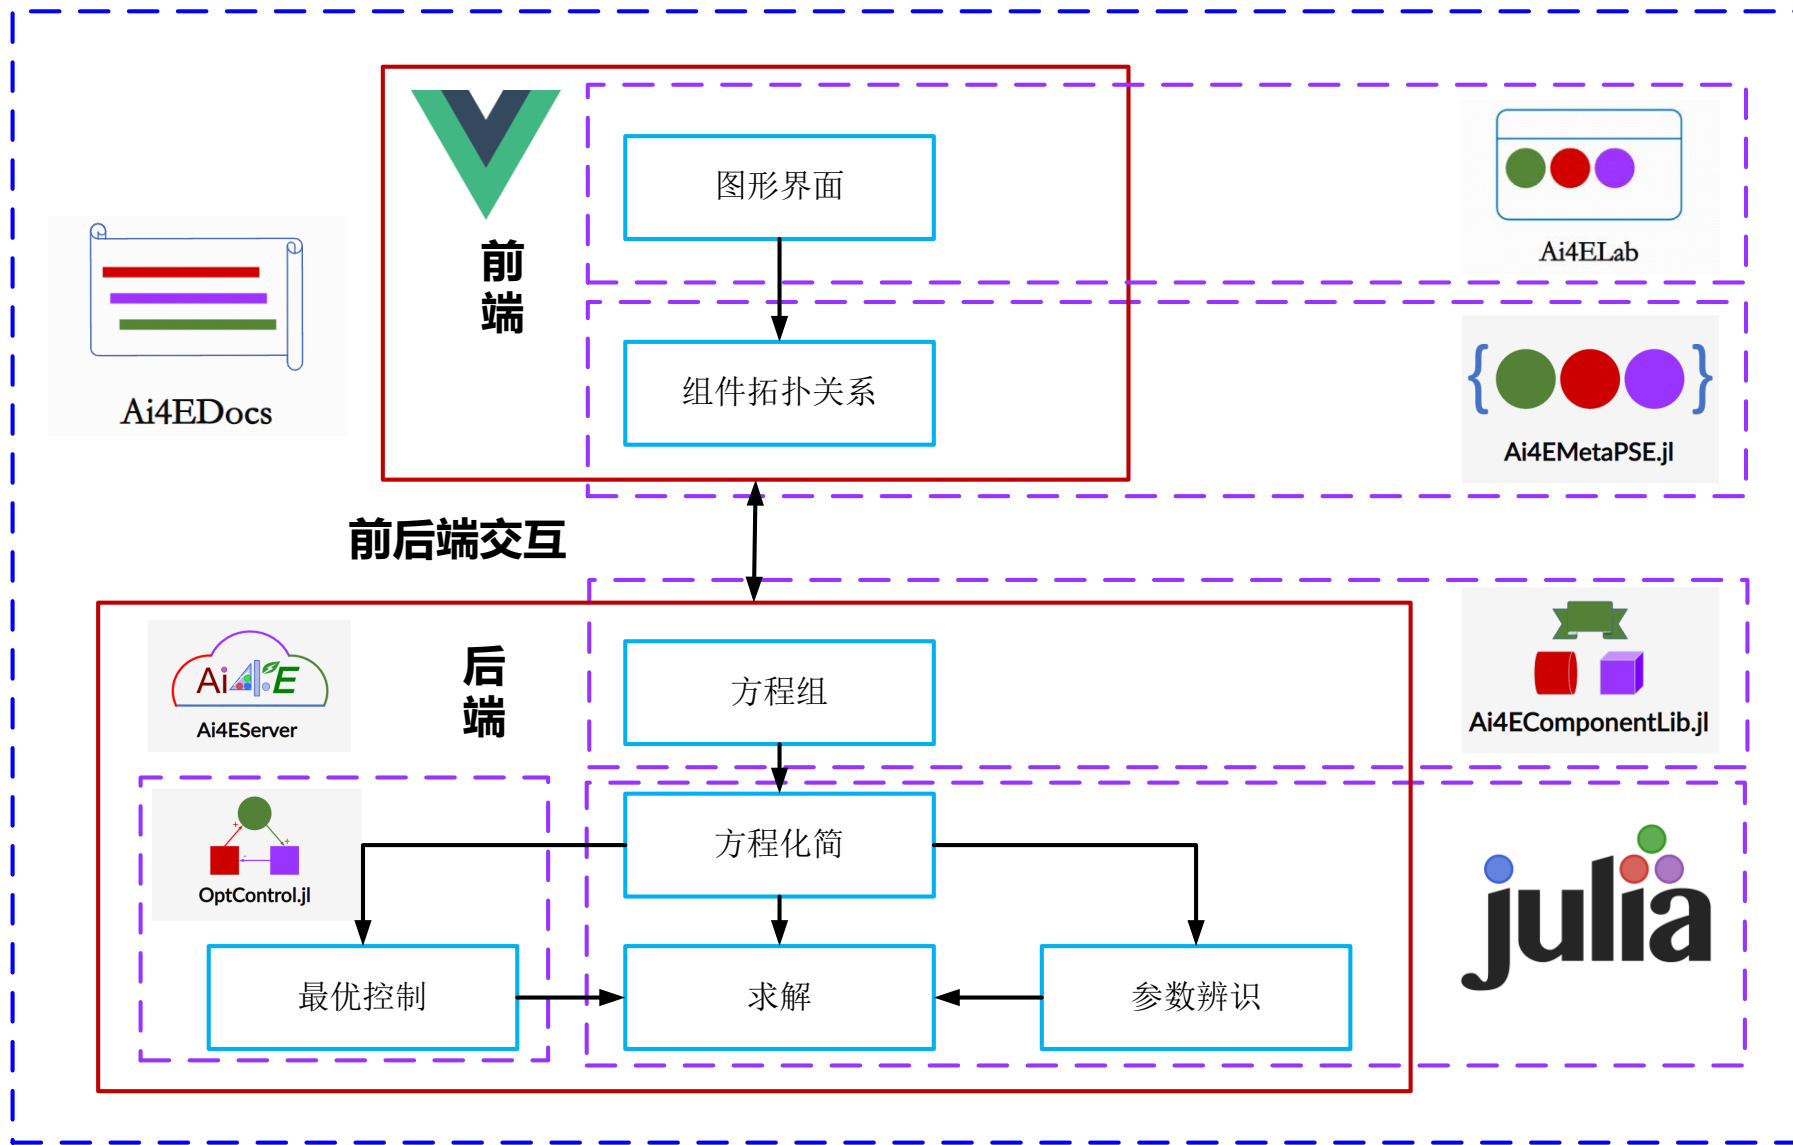 图形界面
Ai4ELab
前
端
Ai4EDocs
组件拓扑关系
{ }
Ai4EMetaPSE.jl
前后端交互
Ai4E
Ai4EServer
后
端
方程组
Ai4EComponentLib.jl
+
+
-
OptControl.jl
方程化简
julia
最优控制
求解
参数辨识